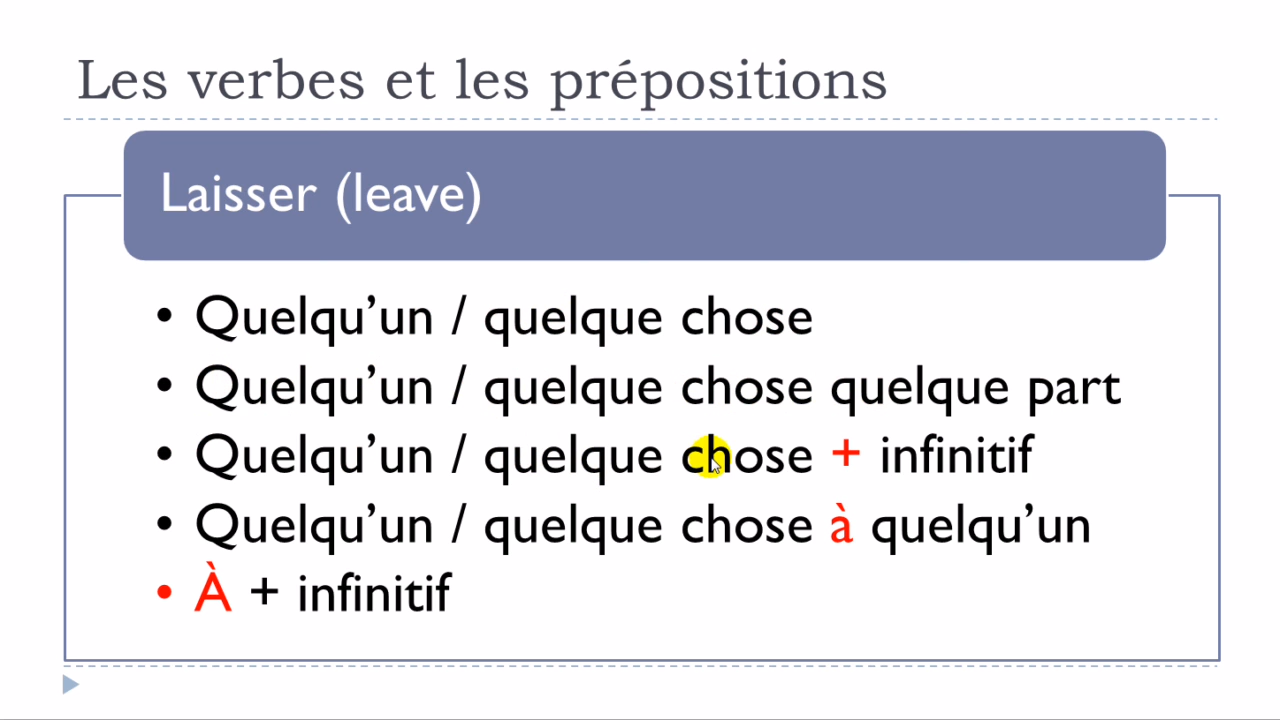 Les verbes et les prépositions
Laisser (leave)
• Quelqu’un / quelque chose
• Quelqu’un / quelque chose quelque part
• Quelqu’un / quelque chose + infinitif
• Quelqu’un / quelque chose à quelqu’un
• À + infinitif